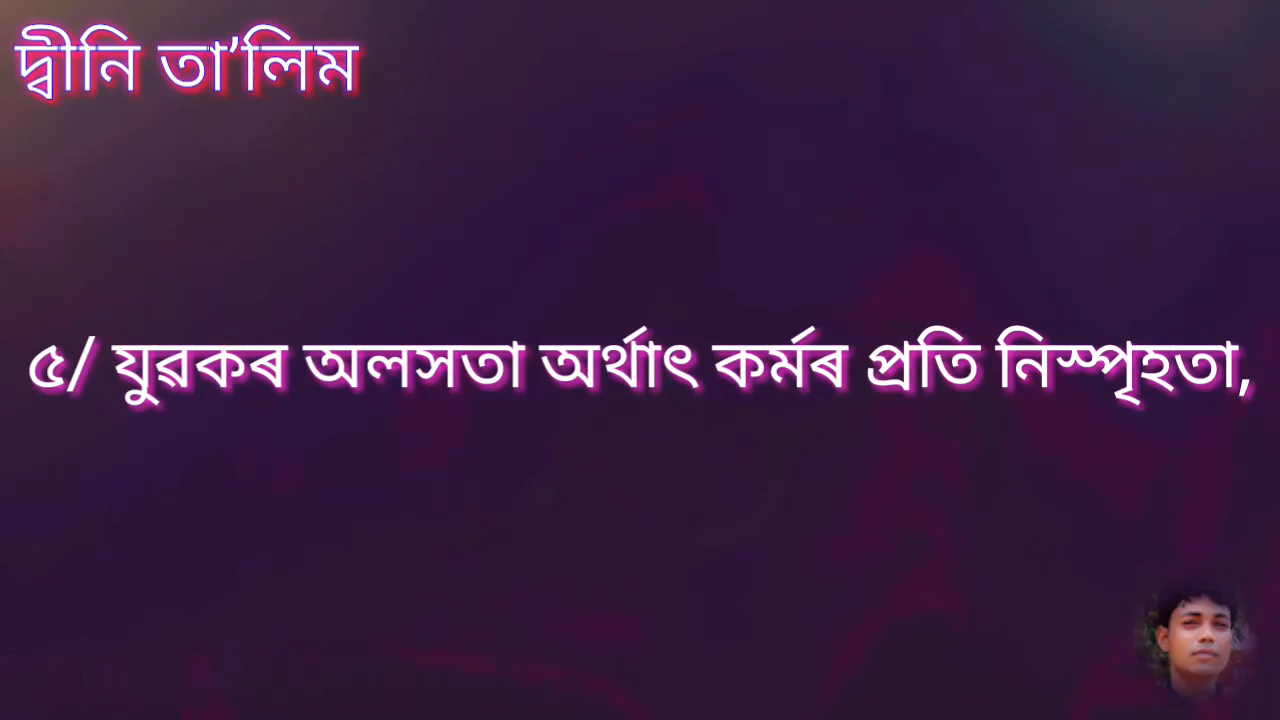 দ্বীনি তা’লিম
৫/ যুৱকৰ অলসতা অৰ্থাৎ কৰ্মৰ প্ৰতি নিস্পৃহতা,